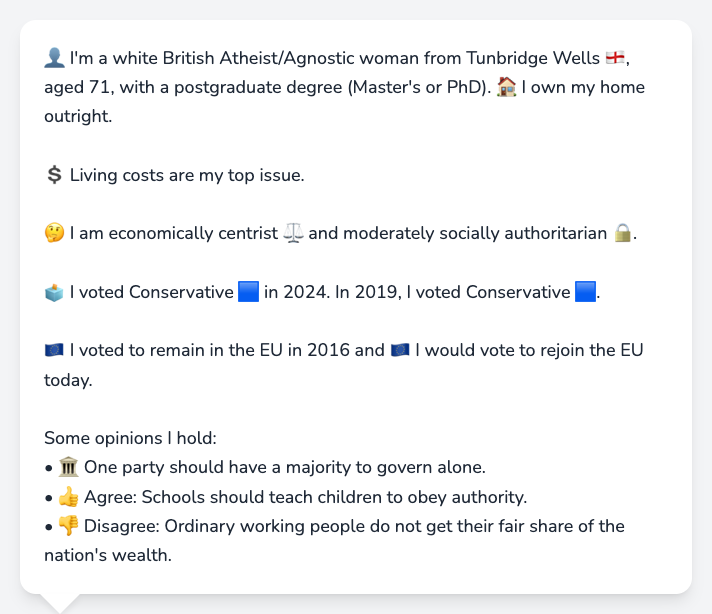 👤 I'm a white British Atheist/Agnostic woman from Tunbridge Wells 🏴󠁧󠁢󠁥󠁮󠁧󠁿,
aged 71, with a postgraduate degree (Master's or PhD). 🏠 I own my home
outright.
💲 Living costs are my top issue.
🤔 I am economically centrist ⚖️ and moderately socially authoritarian 🔒.
🗳️ I voted Conservative 🟦 in 2024. In 2019, I voted Conservative 🟦.
🇪🇺 I voted to remain in the EU in 2016 and 🇪🇺 I would vote to rejoin the EU
today.
Some opinions I hold:
• 🏛️ One party should have a majority to govern alone.
• 👍 Agree: Schools should teach children to obey authority.
• 👎 Disagree: Ordinary working people do not get their fair share of the
nation's wealth.